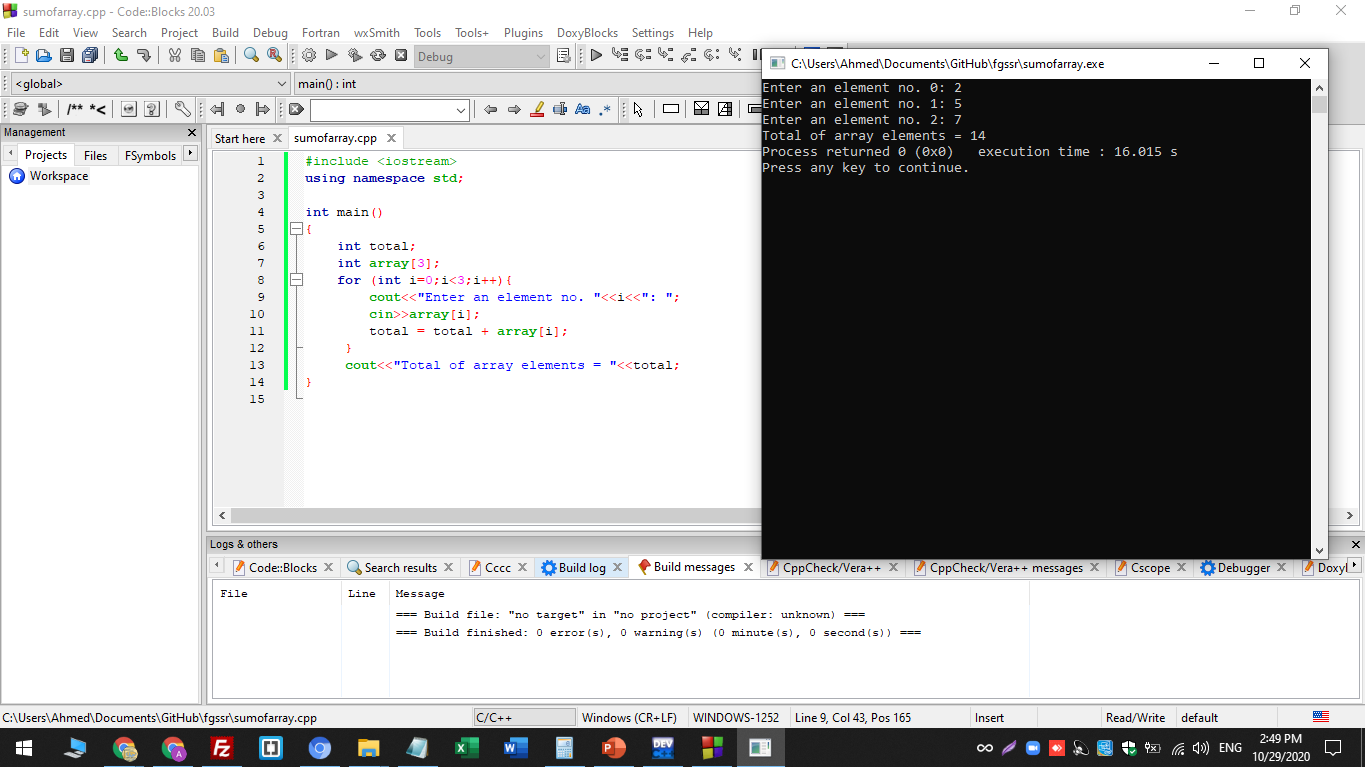 sumofarray.cpp - Code::Blocks 20.03
File Edit View Search Project Build Debug Fortran wxSmith Tools Tools+ Plugins DoxyBlocks Settings Help
Debug
<global> main() : int
/** *<
Aa .*
Management
Projects Files FSymbols
Workspace
Start here sumofarray.cpp
1 #include <iostream>
2 using namespace std;
3
4 int main()
5 {
6 int total;
7 int array[3];
8 for (int i=0;i<3;i++){
9 cout<<"Enter an element no. "<<i<<": ";
10 cin>>array[i];
11 total = total + array[i];
12 }
13 cout<<"Total of array elements = "<<total;
14 }
15
C:\Users\Ahmed\Documents\GitHub\fgssr\sumofarray.exe
Enter an element no. 0: 2
Enter an element no. 1: 5
Enter an element no. 2: 7
Total of array elements = 14
Process returned 0 (0x0) execution time : 16.015 s
Press any key to continue.
Logs & others
Code::Blocks Search results Cccc Build log Build messages CppCheck/Vera++ CppCheck/Vera++ messages Cscope Debugger Doxyl
File Line Message
=== Build file: "no target" in "no project" (compiler: unknown) ===
=== Build finished: 0 error(s), 0 warning(s) (0 minute(s), 0 second(s)) ===
C:\Users\Ahmed\Documents\GitHub\fgssr\sumofarray.cpp C/C++ Windows (CR+LF) WINDOWS-1252 Line 9, Col 43, Pos 165 Insert Read/Write default
ENG
2:49 PM
10/29/2020